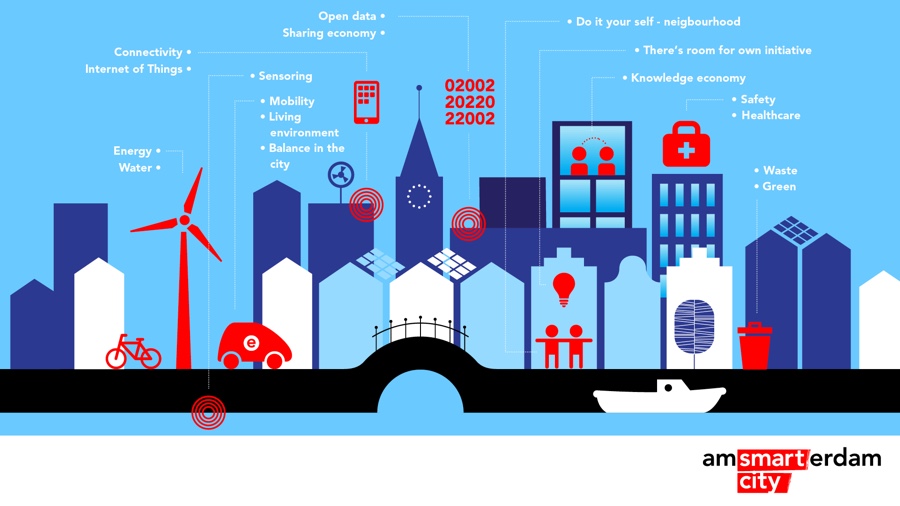 Open data •
Sharing economy •
• Do it your self - neigbourhood
Connectivity •
Internet of Things •
• There's room for own initiative
• Sensoring
• Knowledge economy
02002
20220
22002
• Mobility
• Living
environment
• Balance in the
city
• Safety
• Healthcare
Energy •
Water •
• Waste
• Green
e
amsmarterdam
city